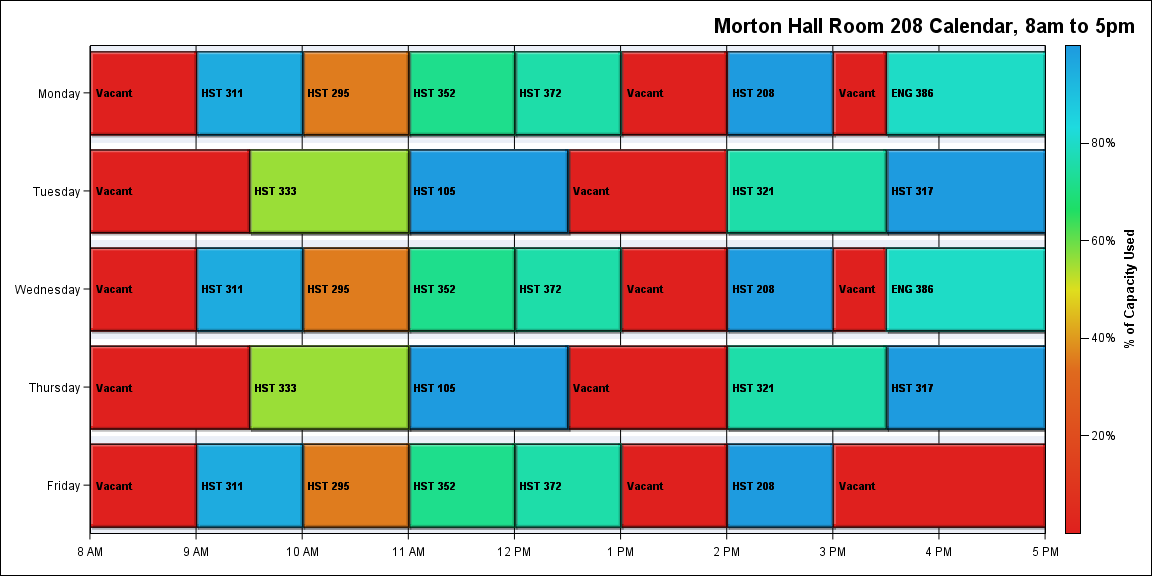 Morton Hall Room 208 Calendar, 8am to 5pm
Monday
Vacant
HST 311
HST 295
HST 352
HST 372
Vacant
HST 208
Vacant
ENG 386
Tuesday
Vacant
HST 333
HST 105
Vacant
HST 321
HST 317
Wednesday
Vacant
HST 311
HST 295
HST 352
HST 372
Vacant
HST 208
Vacant
ENG 386
Thursday
Vacant
HST 333
HST 105
Vacant
HST 321
HST 317
Friday
Vacant
HST 311
HST 295
HST 352
HST 372
Vacant
HST 208
Vacant
8 AM
9 AM
10 AM
11 AM
12 PM
1 PM
2 PM
3 PM
4 PM
5 PM
80%
60%
40%
20%
% of Capacity Used